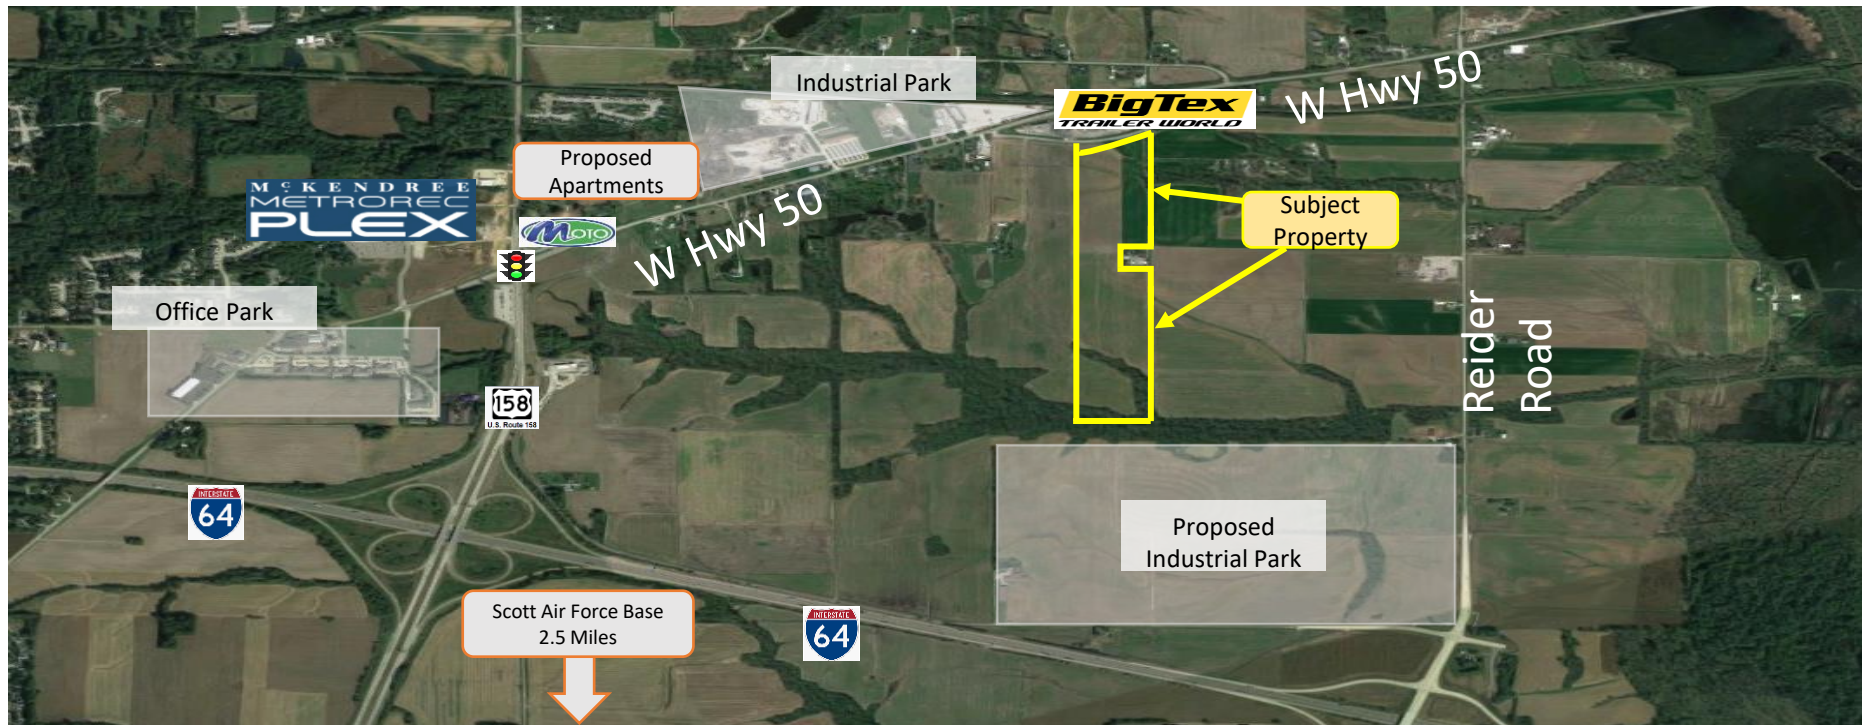 Industrial Park
BigTex
TRAILER WORLD
W Hwy 50
Proposed
Apartments
McKENDREE
METROREC
PLEX
MOTO
W Hwy 50
Subject
Property
Office Park
Reider
Road
158
U.S. Route 158
INTERSTATE
64
Proposed
Industrial Park
Scott Air Force Base
2.5 Miles
INTERSTATE
64